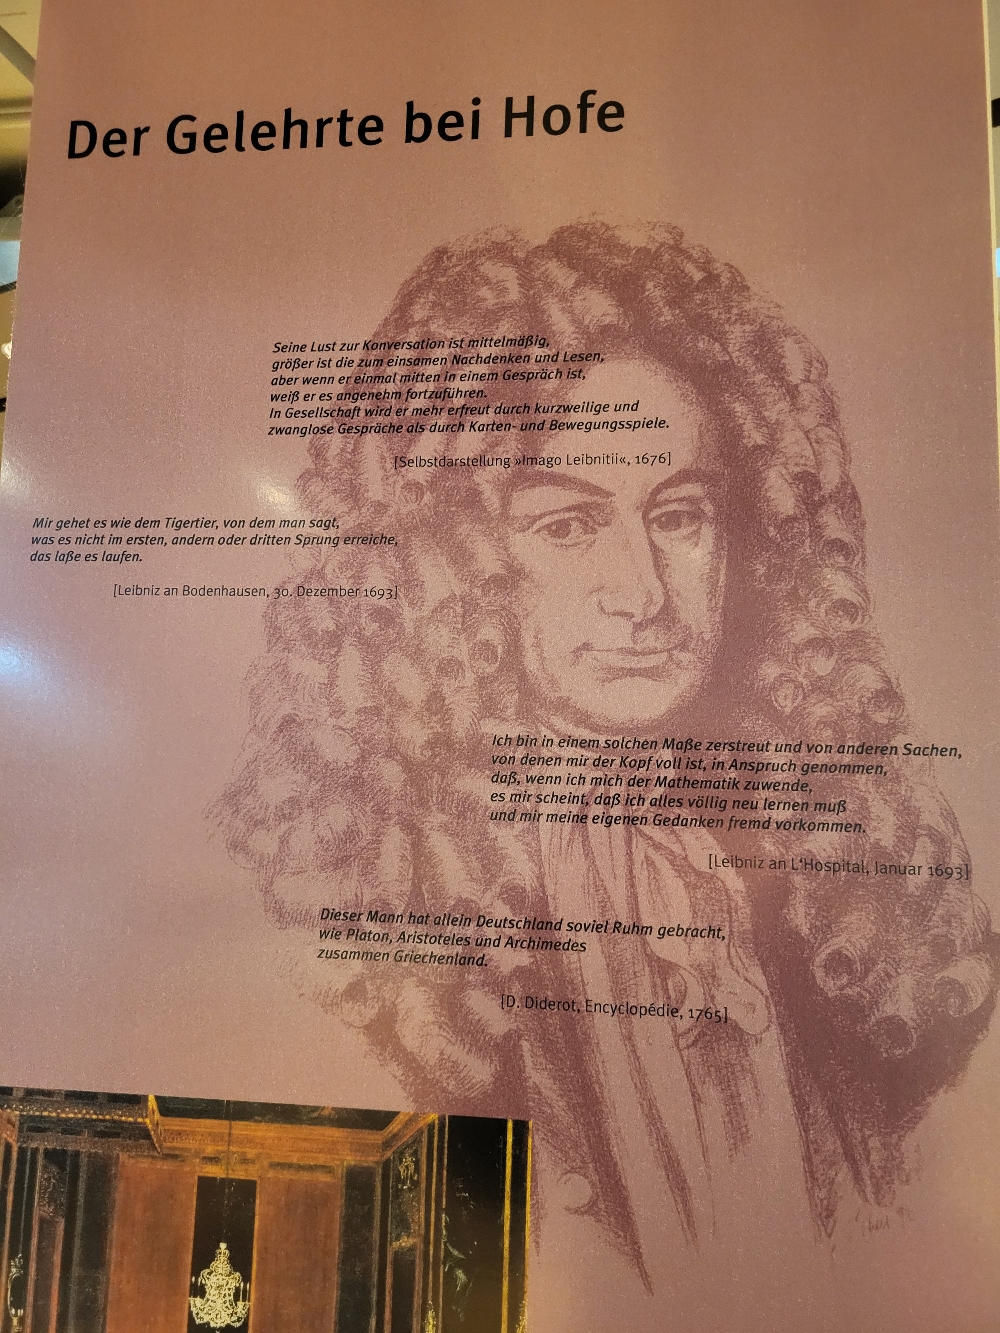 Der Gelehrte bei Hofe
Seine Lust zur Konversation ist mittelmäßig,
größer ist die zum einsamen Nachdenken und Lesen,
aber wenn er einmal mitten in einem Gespräch ist,
weiß er es angenehm fortzuführen.
In Gesellschaft wird er mehr erfreut durch kurzweilige und
zwanglose Gespräche als durch Karten- und Bewegungsspiele.
[Selbstdarstellung »Imago Leibnitii«, 1676]
Mir gehet es wie dem Tigertier, von dem man sagt,
was es nicht im ersten, andern oder dritten Sprung erreiche,
das laße es laufen.
[Leibniz an Bodenhausen, 30. Dezember 1693]
Ich bin in einem solchen Maße zerstreut und von anderen Sachen,
von denen mir der Kopf voll ist, in Anspruch genommen,
daß, wenn ich mich der Mathematik zuwende,
es mir scheint, daß ich alles völlig neu lernen muß
und mir meine eigenen Gedanken fremd vorkommen.
[Leibniz an L'Hospital, Januar 1693]
Dieser Mann hat allein Deutschland soviel Ruhm gebracht,
wie Platon, Aristoteles und Archimedes
zusammen Griechenland.
[D. Diderot, Encyclopédie, 1765]